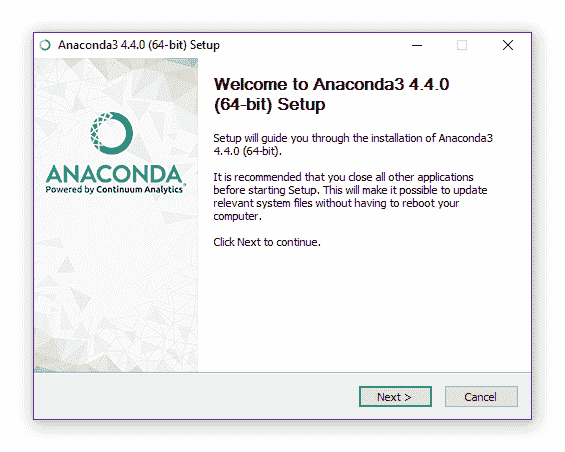 Anaconda3 4.4.0 (64-bit) Setup
Welcome to Anaconda3 4.4.0
(64-bit) Setup
Setup will guide you through the installation of Anaconda3
4.4.0 (64-bit).
It is recommended that you close all other applications
before starting Setup. This will make it possible to update
relevant system files without having to reboot your
computer.
Click Next to continue.
ANACONDA
Powered by Continuum Analytics®
Next >
Cancel